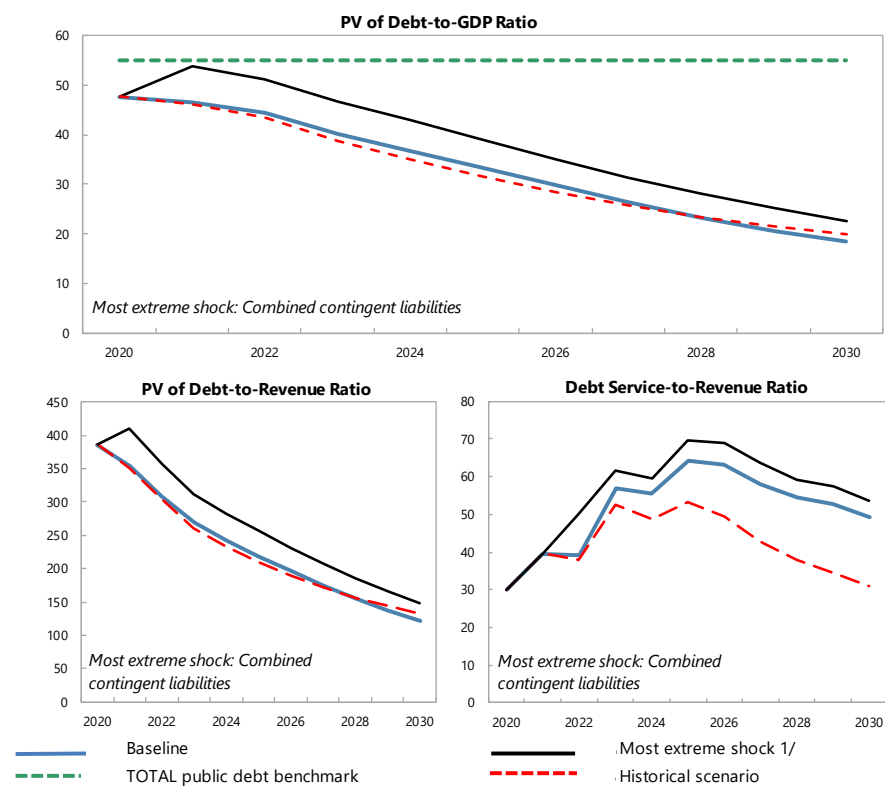 PV of Debt-to-GDP Ratio
60
50
40
30
20
10
0
Most extreme shock: Combined contingent liabilities
2020 2022 2024 2026 2028 2030
PV of Debt-to-Revenue Ratio
450
400
350
300
250
200
150
100
50
0
Most extreme shock: Combined
contingent liabilities
2020 2022 2024 2026 2028 2030
Debt Service-to-Revenue Ratio
80
70
60
50
40
30
20
10
0
Most extreme shock: Combined
contingent liabilities
2020 2022 2024 2026 2028 2030
Baseline
Most extreme shock 1/
TOTAL public debt benchmark
Historical scenario